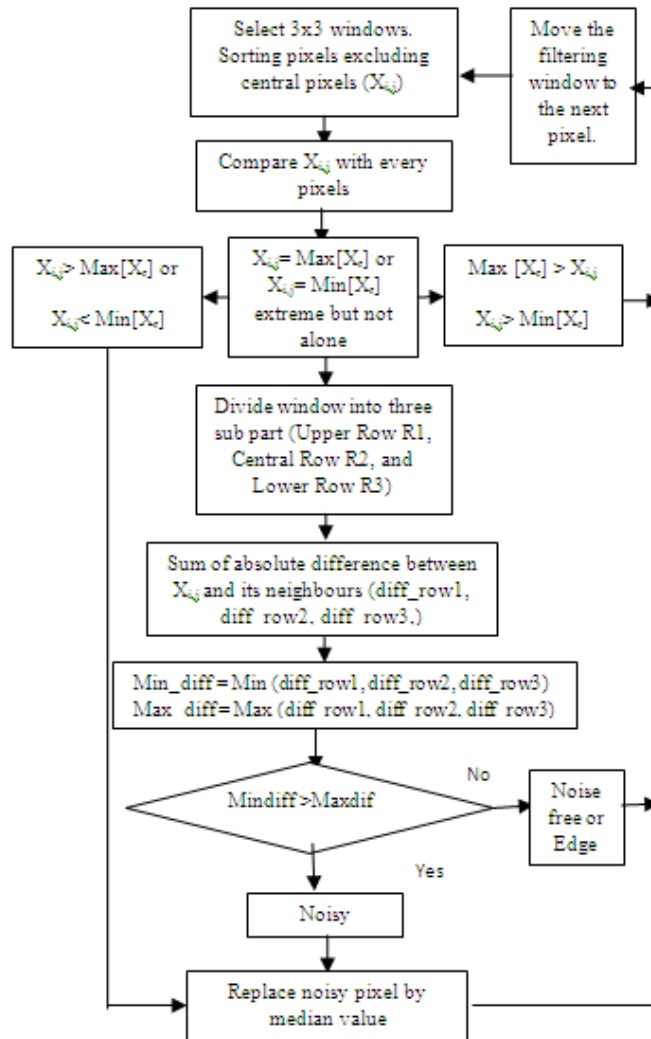 Select 3x3 windows.
Sorting pixels excluding
central pixels (Xi,j)
Move the
filtering
window to
the next
pixel.
Compare Xi,j with every
pixels
Xi,j> Max[Xr] or
Xi,j< Min[Xr]
Xi,j= Max[Xr] or
Xi,j= Min[Xr]
extreme but not
alone
Max [Xr] > Xi,j
Xi,j> Min[Xr]
Divide window into three
sub part (Upper Row R1,
Central Row R2, and
Lower Row R3)
Sum of absolute difference between
Xi,j and its neighbours (diff_row1,
diff_row2, diff_row3,)
Min_diff= Min (diff_row1, diff_row2, diff_row3)
Max_diff= Max (diff_row1, diff_row2, diff_row3)
Mindiff >Maxdif
No
Noise
free or
Edge
Yes
Noisy
Replace noisy pixel by
median value